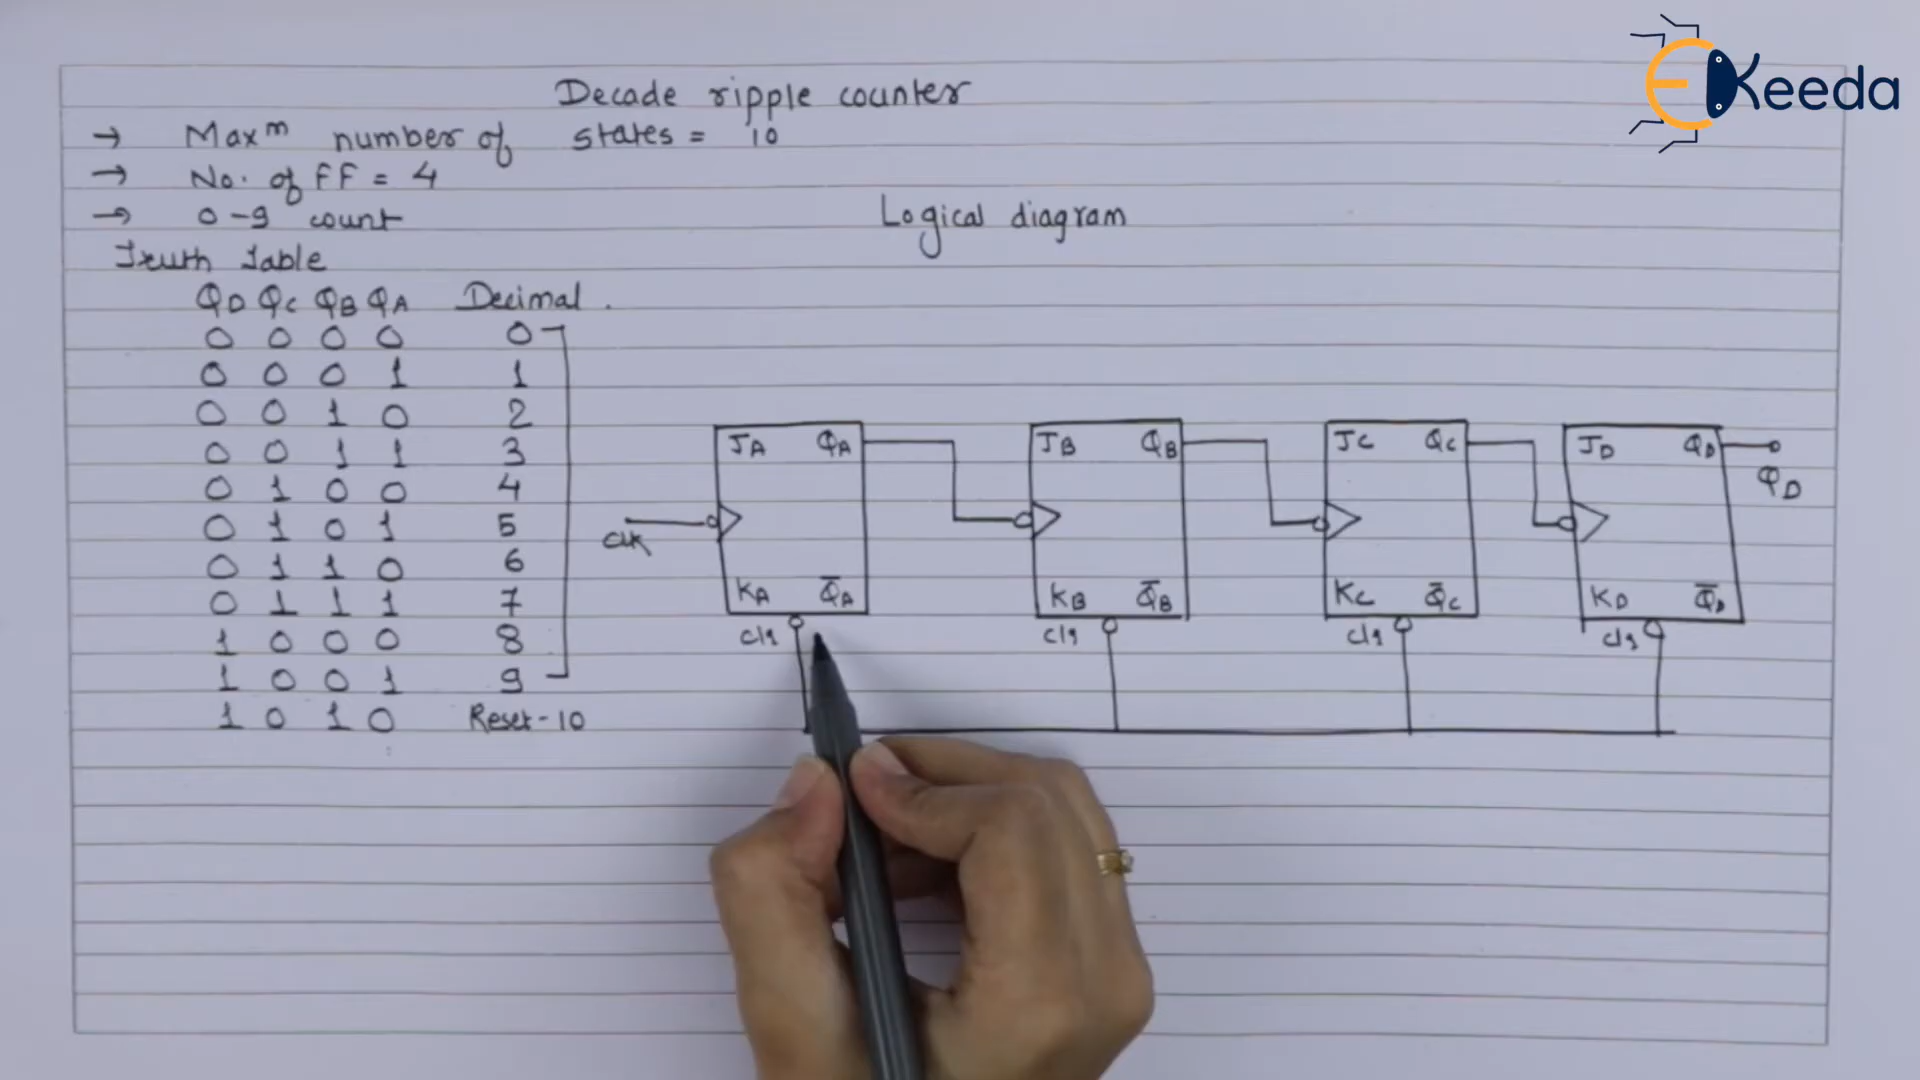 EKeeda
Decade ripple counter
→ Maxᵐ number of states = 10
→ No. of FF = 4
→ 0-9 count
Logical diagram
Truth Table
QD QC QB QA Decimal .
0 0 0 0 0
0 0 0 1 1
0 0 1 0 2
0 0 1 1 3
0 1 0 0 4
0 1 0 1 5
0 1 1 0 6
0 1 1 1 7
1 0 0 0 8
1 0 0 1 9
1 0 1 0 Reset-10
JA QA JB QB JC QC JD QD
QD
Clk
KA Q̅A KB Q̅B KC Q̅C KD Q̅D
Clr Clr Clr Clr